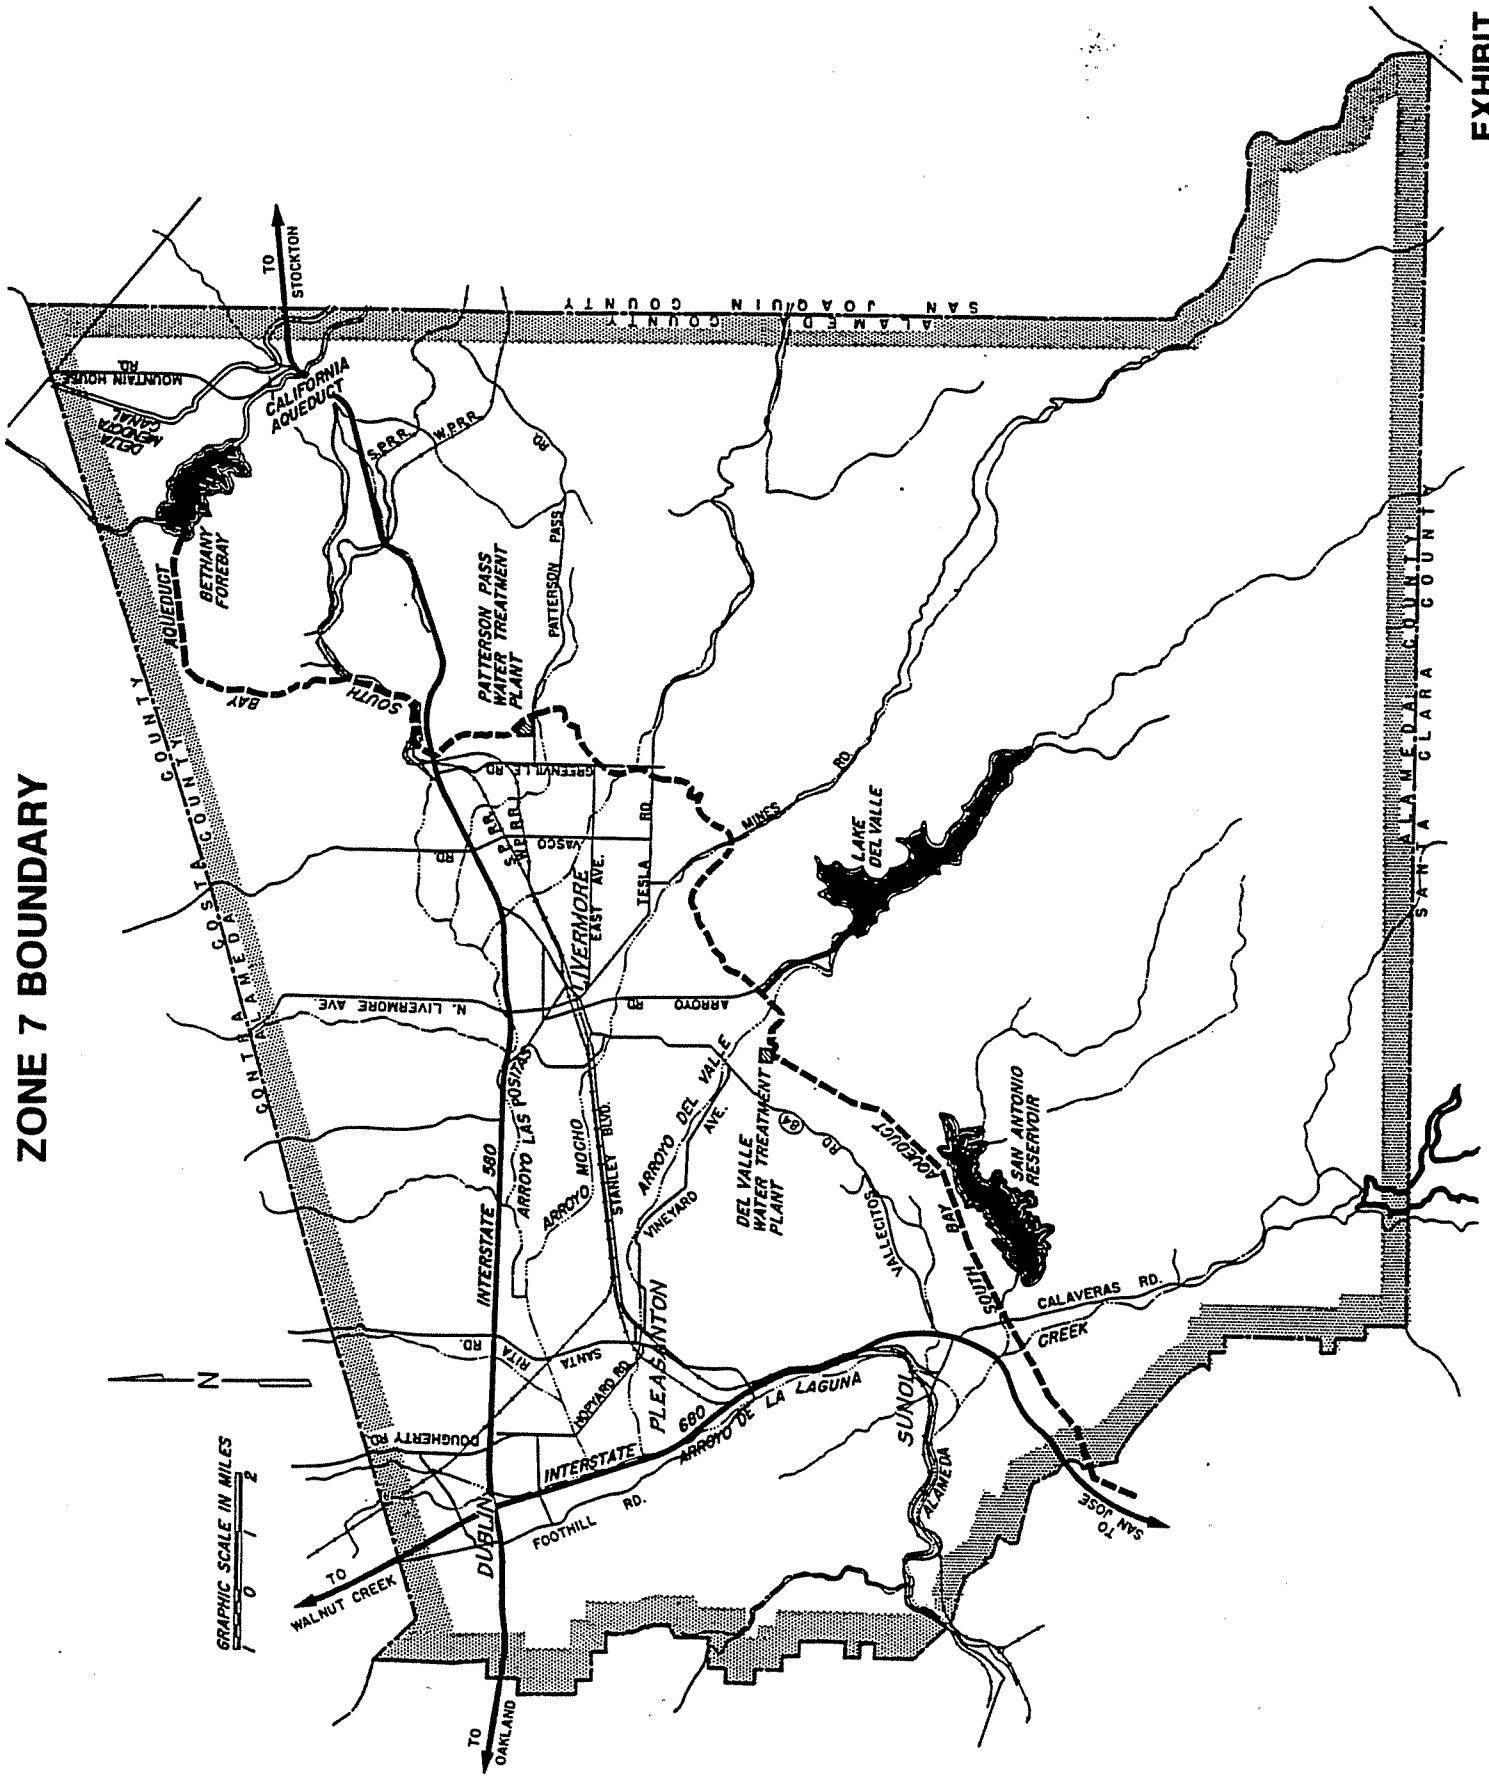 ZONE 7 BOUNDARY
CONTRA COSTA COUNTY
ALAMEDA COUNTY
TO
STOCKTON
MOUNTAIN HOUSE
RD.
DELTA
MENDOTA
CANAL
CALIFORNIA
AQUEDUCT
BETHANY
FOREBAY
SOUTH BAY AQUEDUCT
S.P.R.R.
W.P.R.R.
SAN JOAQUIN COUNTY
ALAMEDA COUNTY
PATTERSON PASS RD.
PATTERSON PASS
WATER TREATMENT
PLANT
GREENVILLE RD
S.P.R.R.
W.P.R.R.
VASCO RD.
LIVERMORE
EAST AVE.
TESLA RD
MINES RD
N. LIVERMORE AVE.
ARROYO RD
LAKE
DEL VALLE
INTERSTATE 580
ARROYO LAS POSITAS
ARROYO MOCHO
STANLEY BLVD.
ARROYO DEL VALLE
VINEYARD AVE.
DEL VALLE
WATER TREATMENT
PLANT
84
VALLECITOS RD.
SOUTH BAY AQUEDUCT
SAN ANTONIO
RESERVOIR
CALAVERAS RD.
SANTA RITA RD.
HOPYARD RD
PLEASANTON
DOUGHERTY RD.
INTERSTATE 680
ARROYO DE LA LAGUNA
SUNOL
ALAMEDA CREEK
DUBLIN
FOOTHILL RD.
TO
WALNUT CREEK
TO
OAKLAND
TO
SAN JOSE
ALAMEDA COUNTY
SANTA CLARA COUNTY
N
GRAPHIC SCALE IN MILES
1 0 1 2
EXHIBIT